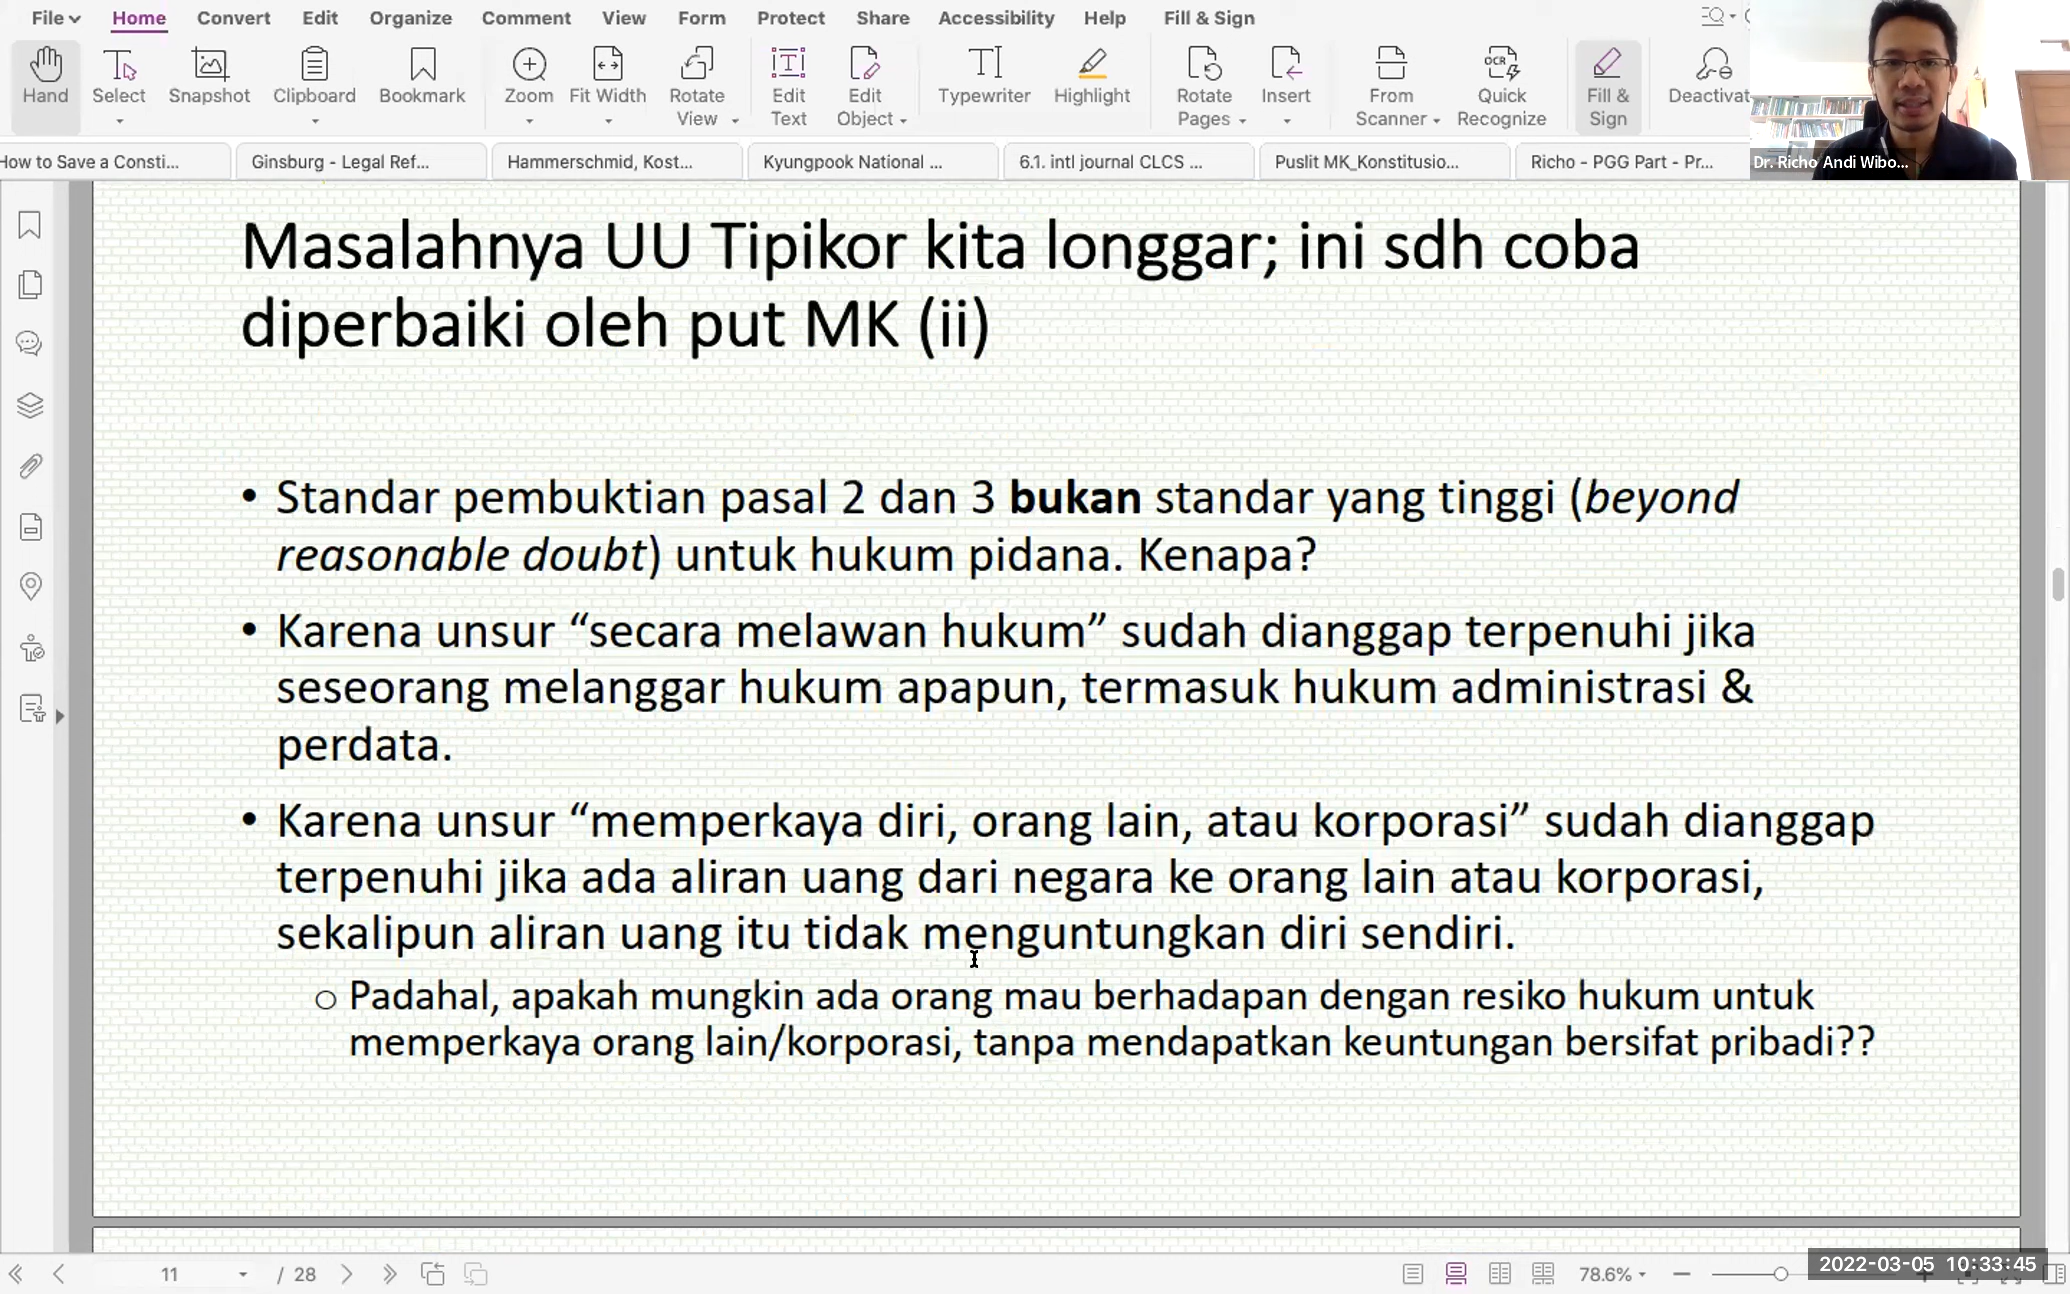 File
Home
Convert
Edit
Organize
Comment
View
Form
Protect
Share
Accessibility
Help
Fill & Sign
Hand
Select
Snapshot
Clipboard
Bookmark
Zoom
Fit Width
Rotate
View
Edit
Text
Edit
Object
Typewriter
Highlight
Rotate
Pages
Insert
From
Scanner
OCR
Quick
Recognize
Fill &
Sign
Deactivat
How to Save a Consti...
Ginsburg - Legal Ref...
Hammerschmid, Kost...
Kyungpook National ...
6.1. intl journal CLCS ...
Puslit MK_Konstitusio...
Richo - PGG Part - Pr...
Dr. Richo Andi Wibo...
Masalahnya UU Tipikor kita longgar; ini sdh coba
diperbaiki oleh put MK (ii)
• Standar pembuktian pasal 2 dan 3 bukan standar yang tinggi (beyond
reasonable doubt) untuk hukum pidana. Kenapa?
• Karena unsur “secara melawan hukum” sudah dianggap terpenuhi jika
seseorang melanggar hukum apapun, termasuk hukum administrasi &
perdata.
• Karena unsur “memperkaya diri, orang lain, atau korporasi” sudah dianggap
terpenuhi jika ada aliran uang dari negara ke orang lain atau korporasi,
sekalipun aliran uang itu tidak menguntungkan diri sendiri.
o Padahal, apakah mungkin ada orang mau berhadapan dengan resiko hukum untuk
memperkaya orang lain/korporasi, tanpa mendapatkan keuntungan bersifat pribadi??
11
/ 28
78.6%
2022-03-05 10:33:45